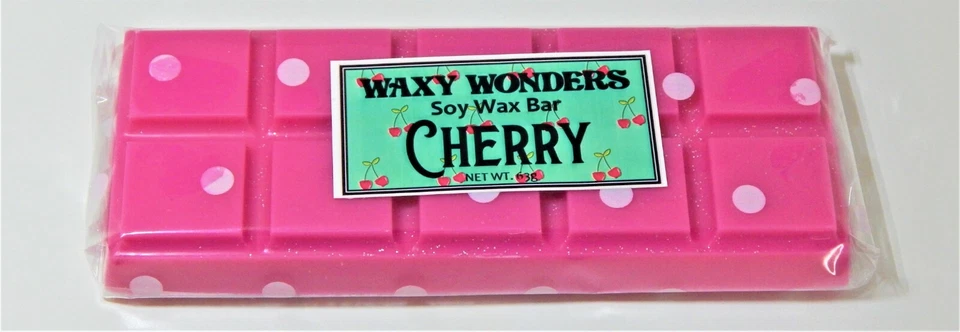 WAXY WONDERS
Soy Wax Bar
CHERRY
NET WT. 63g